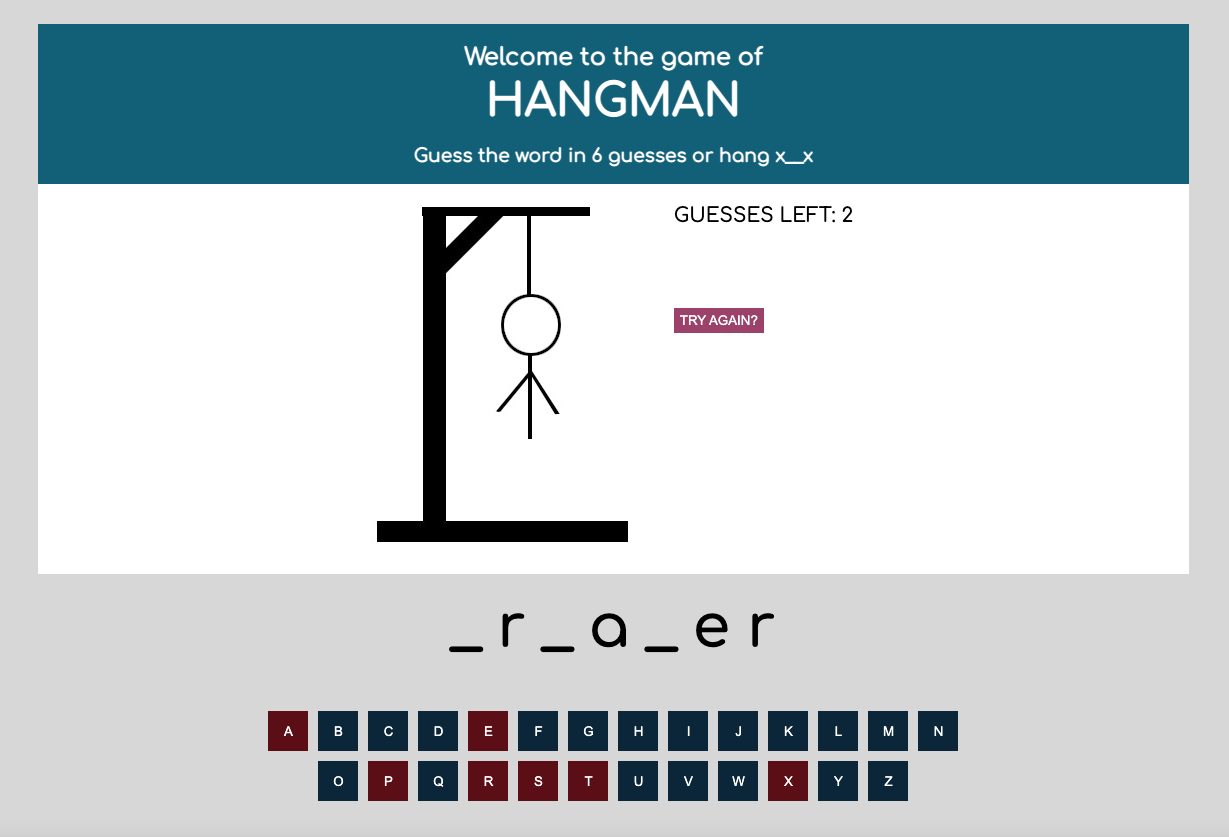 Welcome to the game of
HANGMAN
Guess the word in 6 guesses or hang x__x
GUESSES LEFT: 2
TRY AGAIN?
_ r _ a _ e r
A B C D E F G H I J K L M N
O P Q R S T U V W X Y Z